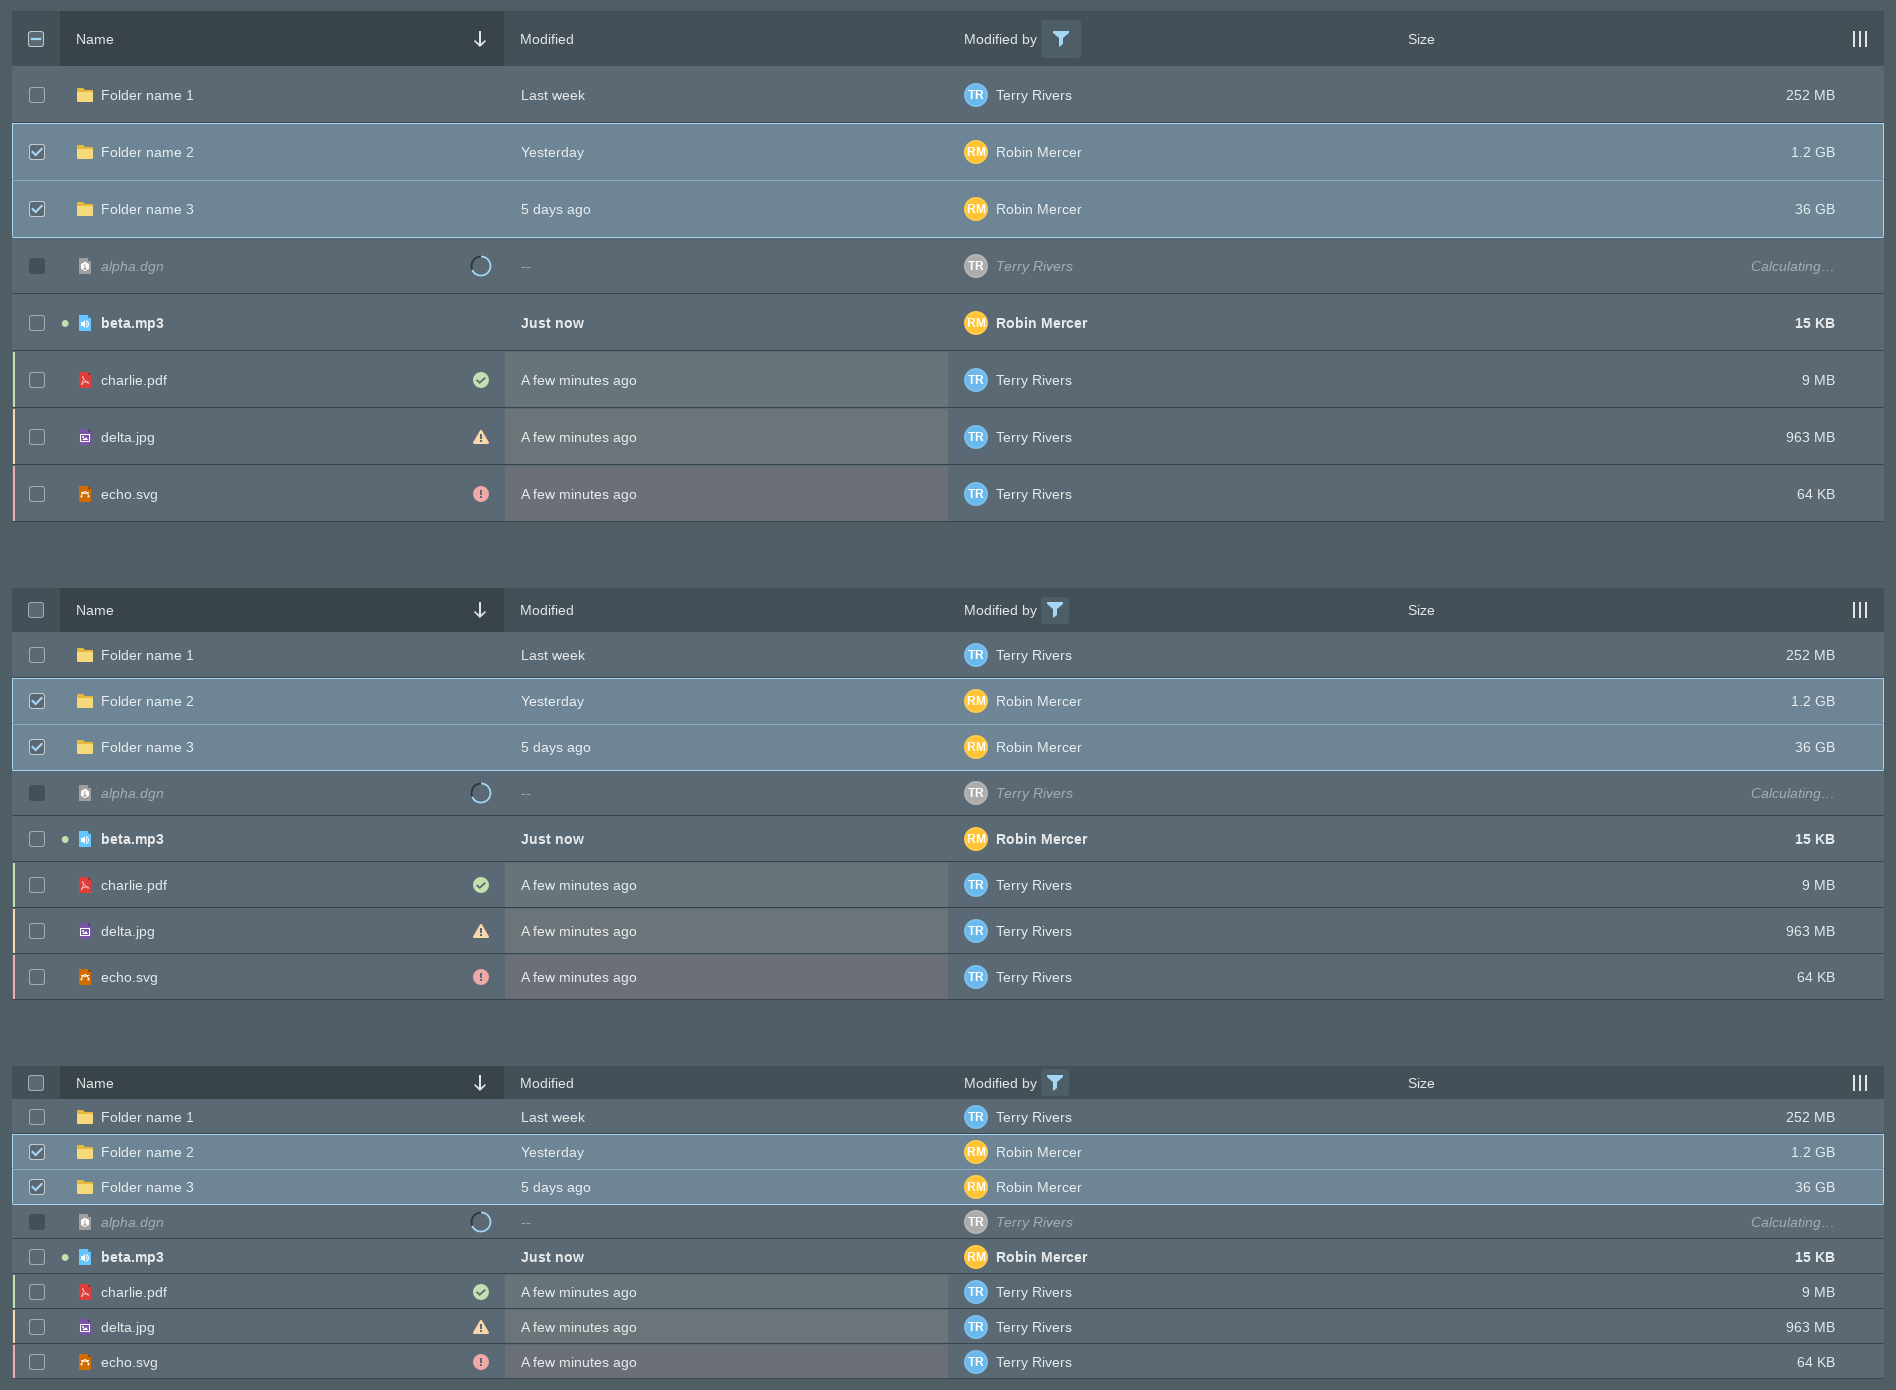 Name Modified Modified by Size
Folder name 1 Last week TR Terry Rivers 252 MB
Folder name 2 Yesterday RM Robin Mercer 1.2 GB
Folder name 3 5 days ago RM Robin Mercer 36 GB
alpha.dgn -- TR Terry Rivers Calculating…
beta.mp3 Just now RM Robin Mercer 15 KB
charlie.pdf A few minutes ago TR Terry Rivers 9 MB
delta.jpg A few minutes ago TR Terry Rivers 963 MB
echo.svg A few minutes ago TR Terry Rivers 64 KB
Name Modified Modified by Size
Folder name 1 Last week TR Terry Rivers 252 MB
Folder name 2 Yesterday RM Robin Mercer 1.2 GB
Folder name 3 5 days ago RM Robin Mercer 36 GB
alpha.dgn -- TR Terry Rivers Calculating…
beta.mp3 Just now RM Robin Mercer 15 KB
charlie.pdf A few minutes ago TR Terry Rivers 9 MB
delta.jpg A few minutes ago TR Terry Rivers 963 MB
echo.svg A few minutes ago TR Terry Rivers 64 KB
Name Modified Modified by Size
Folder name 1 Last week TR Terry Rivers 252 MB
Folder name 2 Yesterday RM Robin Mercer 1.2 GB
Folder name 3 5 days ago RM Robin Mercer 36 GB
alpha.dgn -- TR Terry Rivers Calculating…
beta.mp3 Just now RM Robin Mercer 15 KB
charlie.pdf A few minutes ago TR Terry Rivers 9 MB
delta.jpg A few minutes ago TR Terry Rivers 963 MB
echo.svg A few minutes ago TR Terry Rivers 64 KB